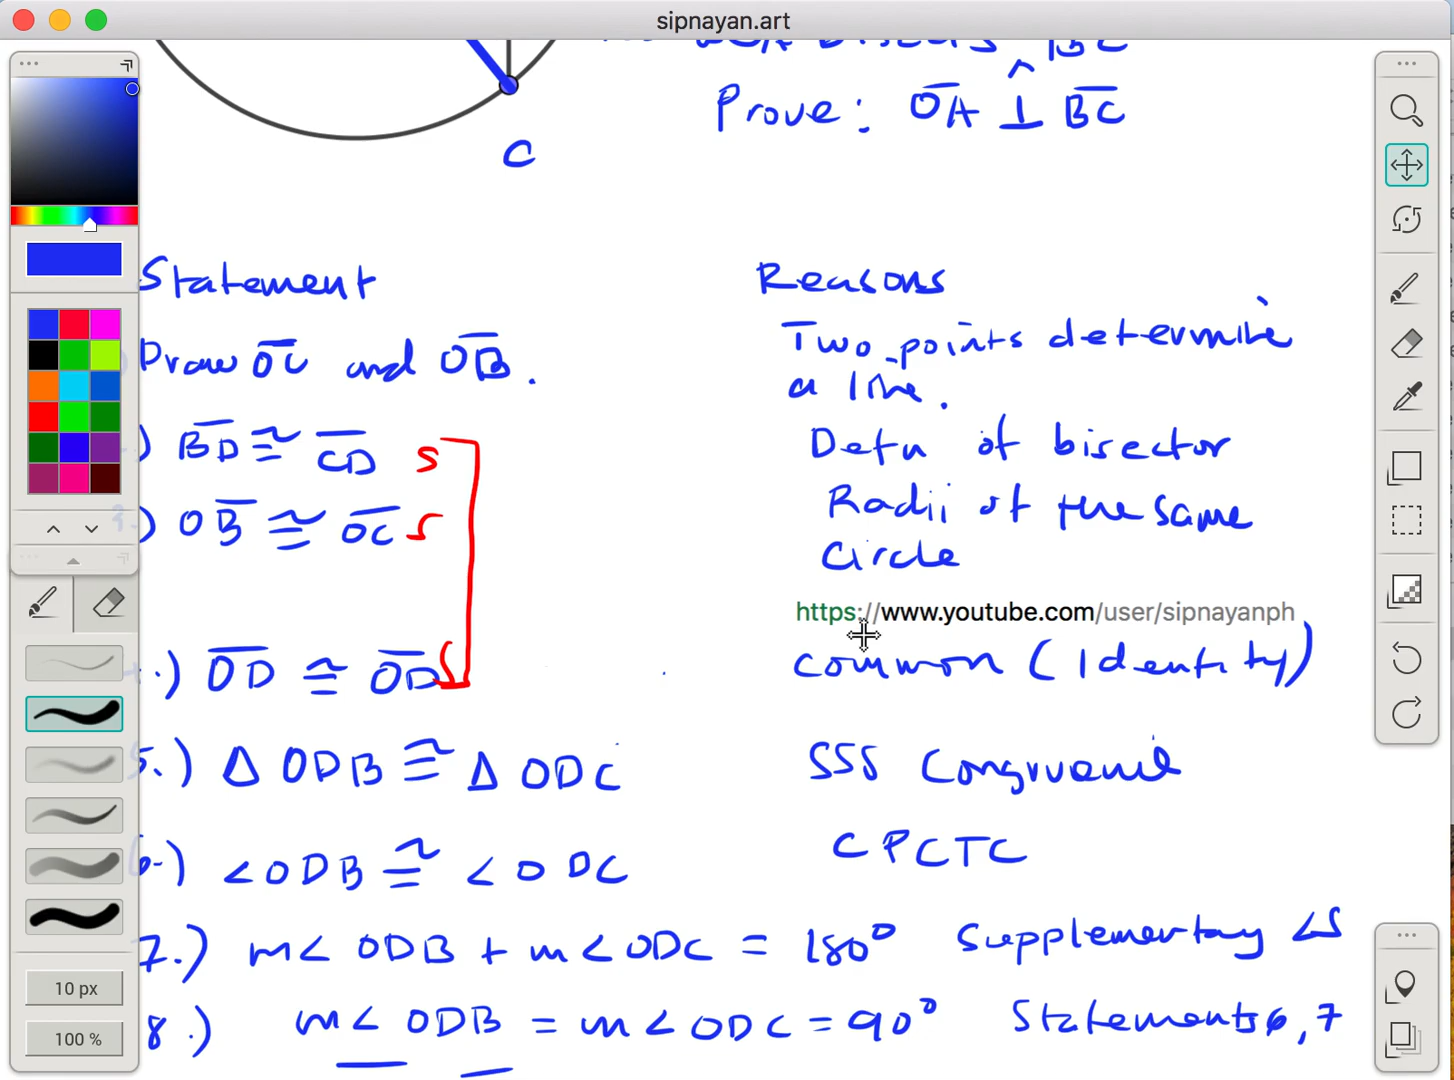 sipnayan.art
BC
Prove: OA ⊥ BC
C
Statement Reasons
Draw OC and OB.
Two points determine
a line.
) BD ≅ CD S
Defn of bisector
3.) OB ≅ OC S
Radii of the same
Circle
https://www.youtube.com/user/sipnayanph
4.) OD ≅ OD S
common (Identity)
5.) Δ ODB ≅ Δ ODC SSS Congruence
6.) ∠ODB ≅ ∠ODC CPCTC
7.) m∠ ODB + m∠ODC = 180° Supplementary ∠s
8.) m∠ ODB = m∠ODC = 90° Statements 6,7
10 px
100 %